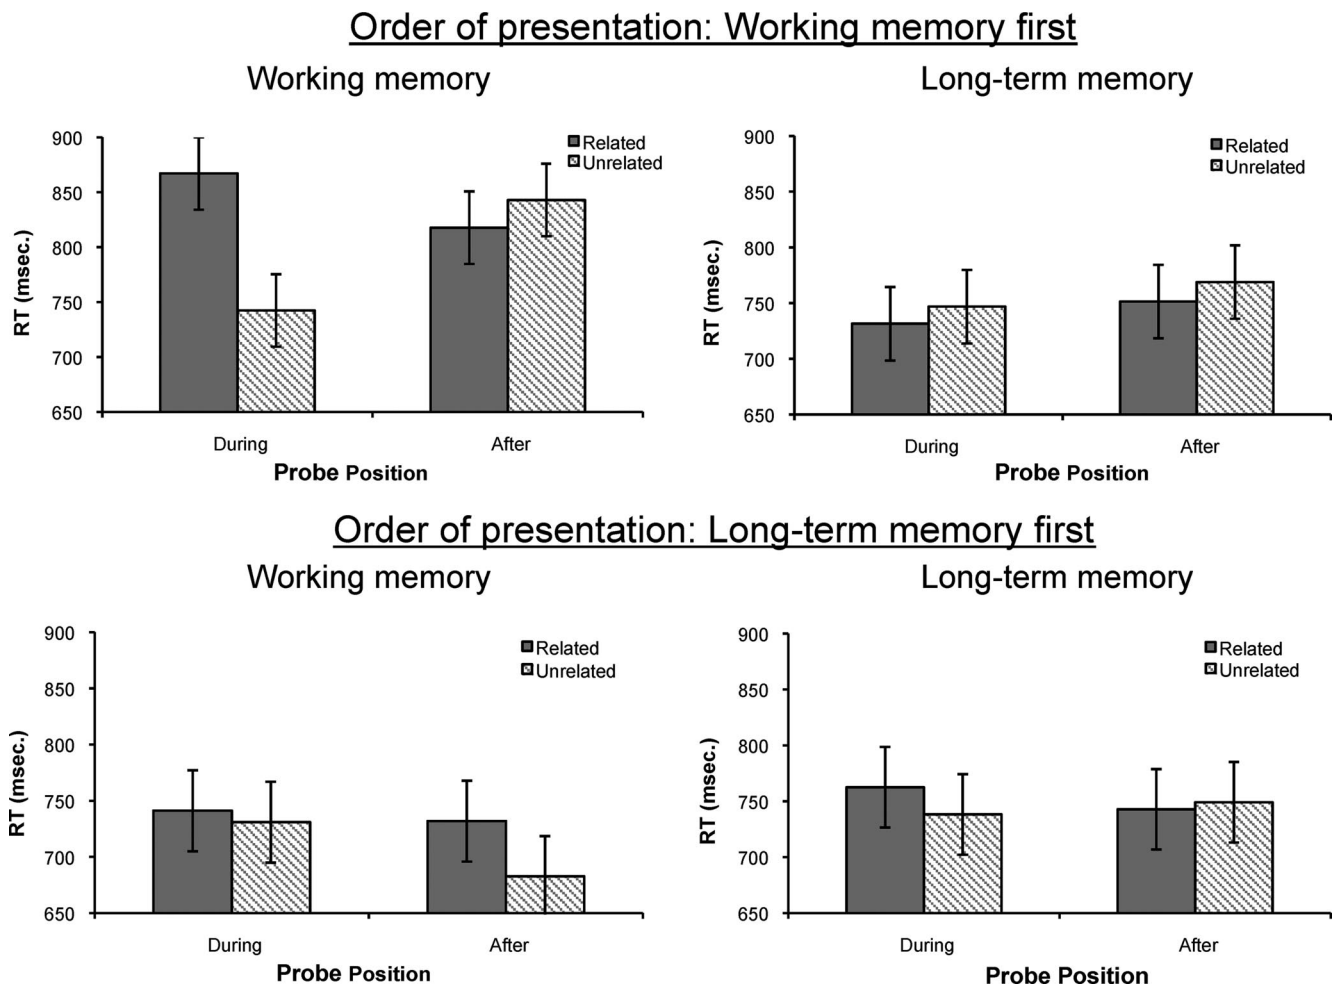 Order of presentation: Working memory first
Working memory
Long-term memory
900
850
800
750
700
650
RT (msec.)
Related
Unrelated
During
After
Probe Position
900
850
800
750
700
650
RT (msec.)
Related
Unrelated
During
After
Probe Position
Order of presentation: Long-term memory first
Working memory
Long-term memory
900
850
800
750
700
650
RT (msec.)
Related
Unrelated
During
After
Probe Position
900
850
800
750
700
650
RT (msec.)
Related
Unrelated
During
After
Probe Position